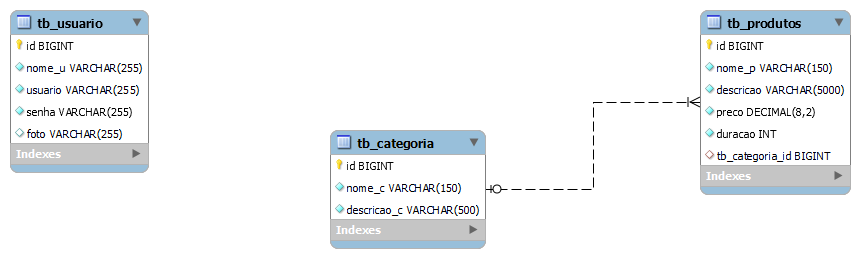 tb_usuario
id BIGINT
nome_u VARCHAR(255)
usuario VARCHAR(255)
senha VARCHAR(255)
foto VARCHAR(255)
Indexes
tb_categoria
id BIGINT
nome_c VARCHAR(150)
descricao_c VARCHAR(500)
Indexes
tb_produtos
id BIGINT
nome_p VARCHAR(150)
descricao VARCHAR(5000)
preco DECIMAL(8,2)
duracao INT
tb_categoria_id BIGINT
Indexes